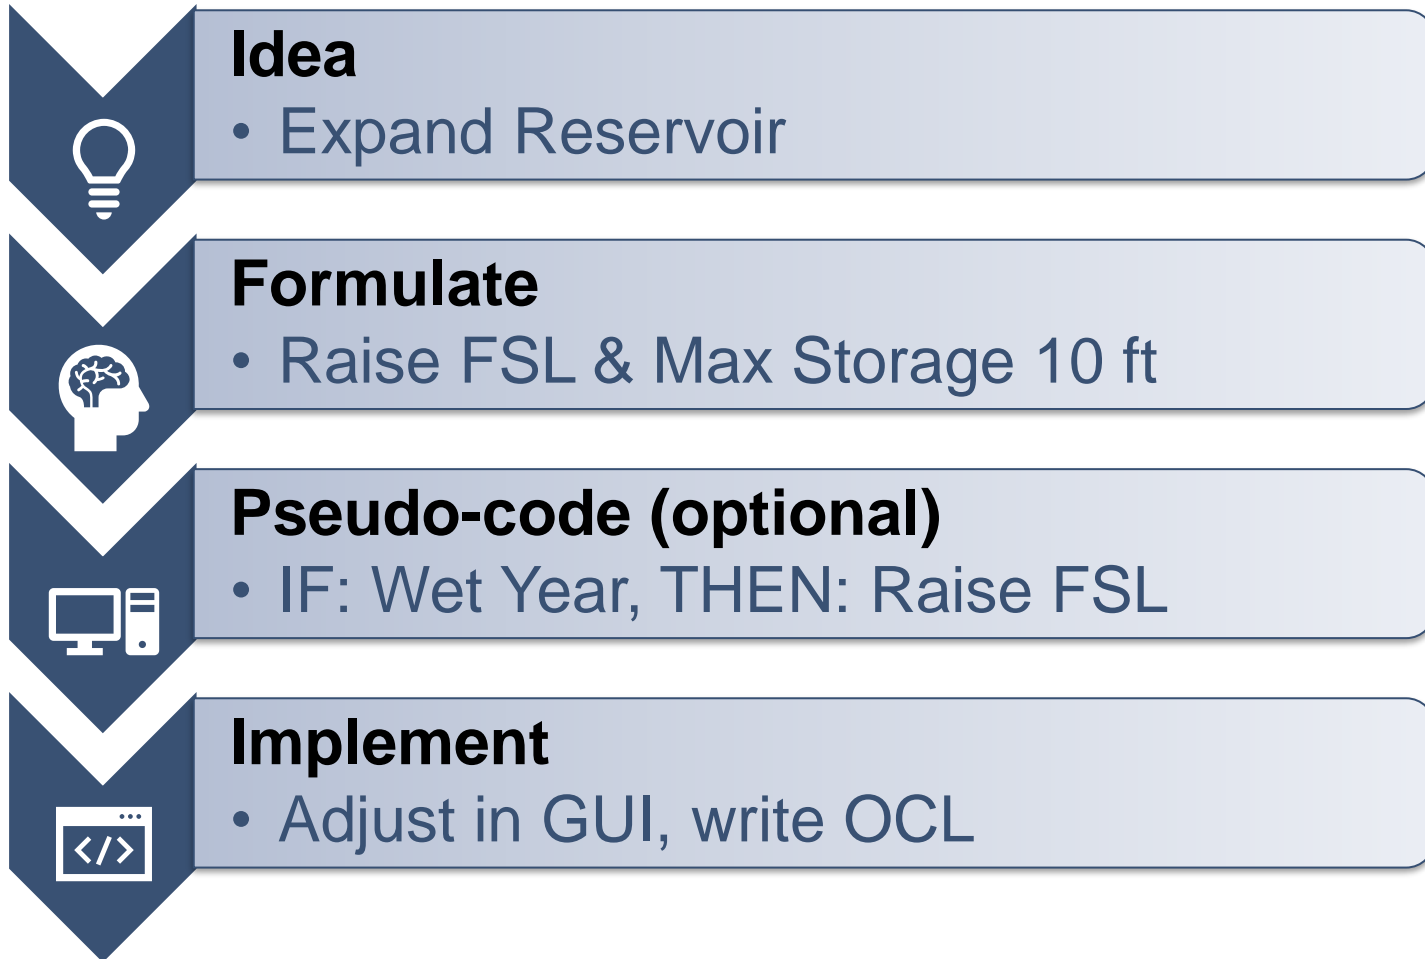 Idea
• Expand Reservoir
Formulate
• Raise FSL & Max Storage 10 ft
Pseudo-code (optional)
• IF: Wet Year, THEN: Raise FSL
Implement
• Adjust in GUI, write OCL